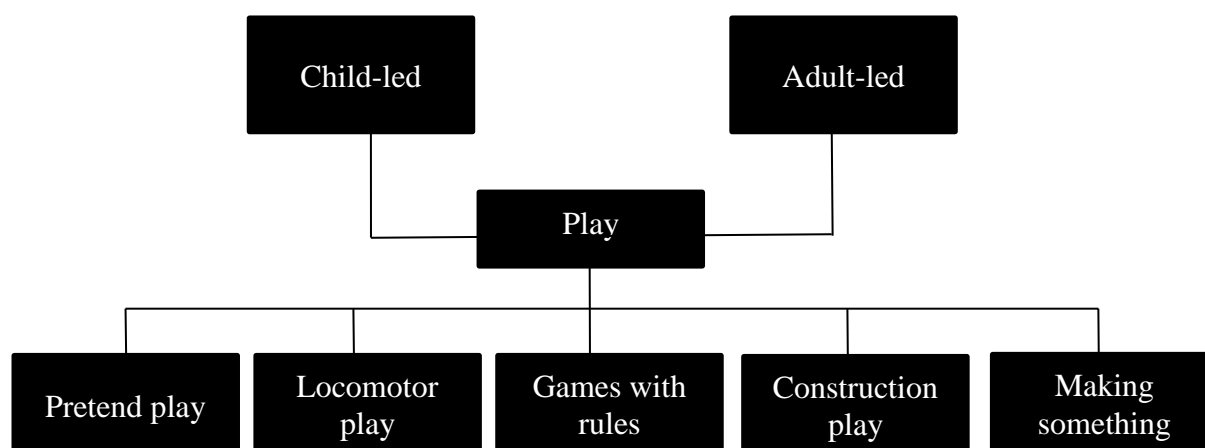 Child-led
Adult-led
Play
Pretend play
Locomotor
play
Games with
rules
Construction
play
Making
something